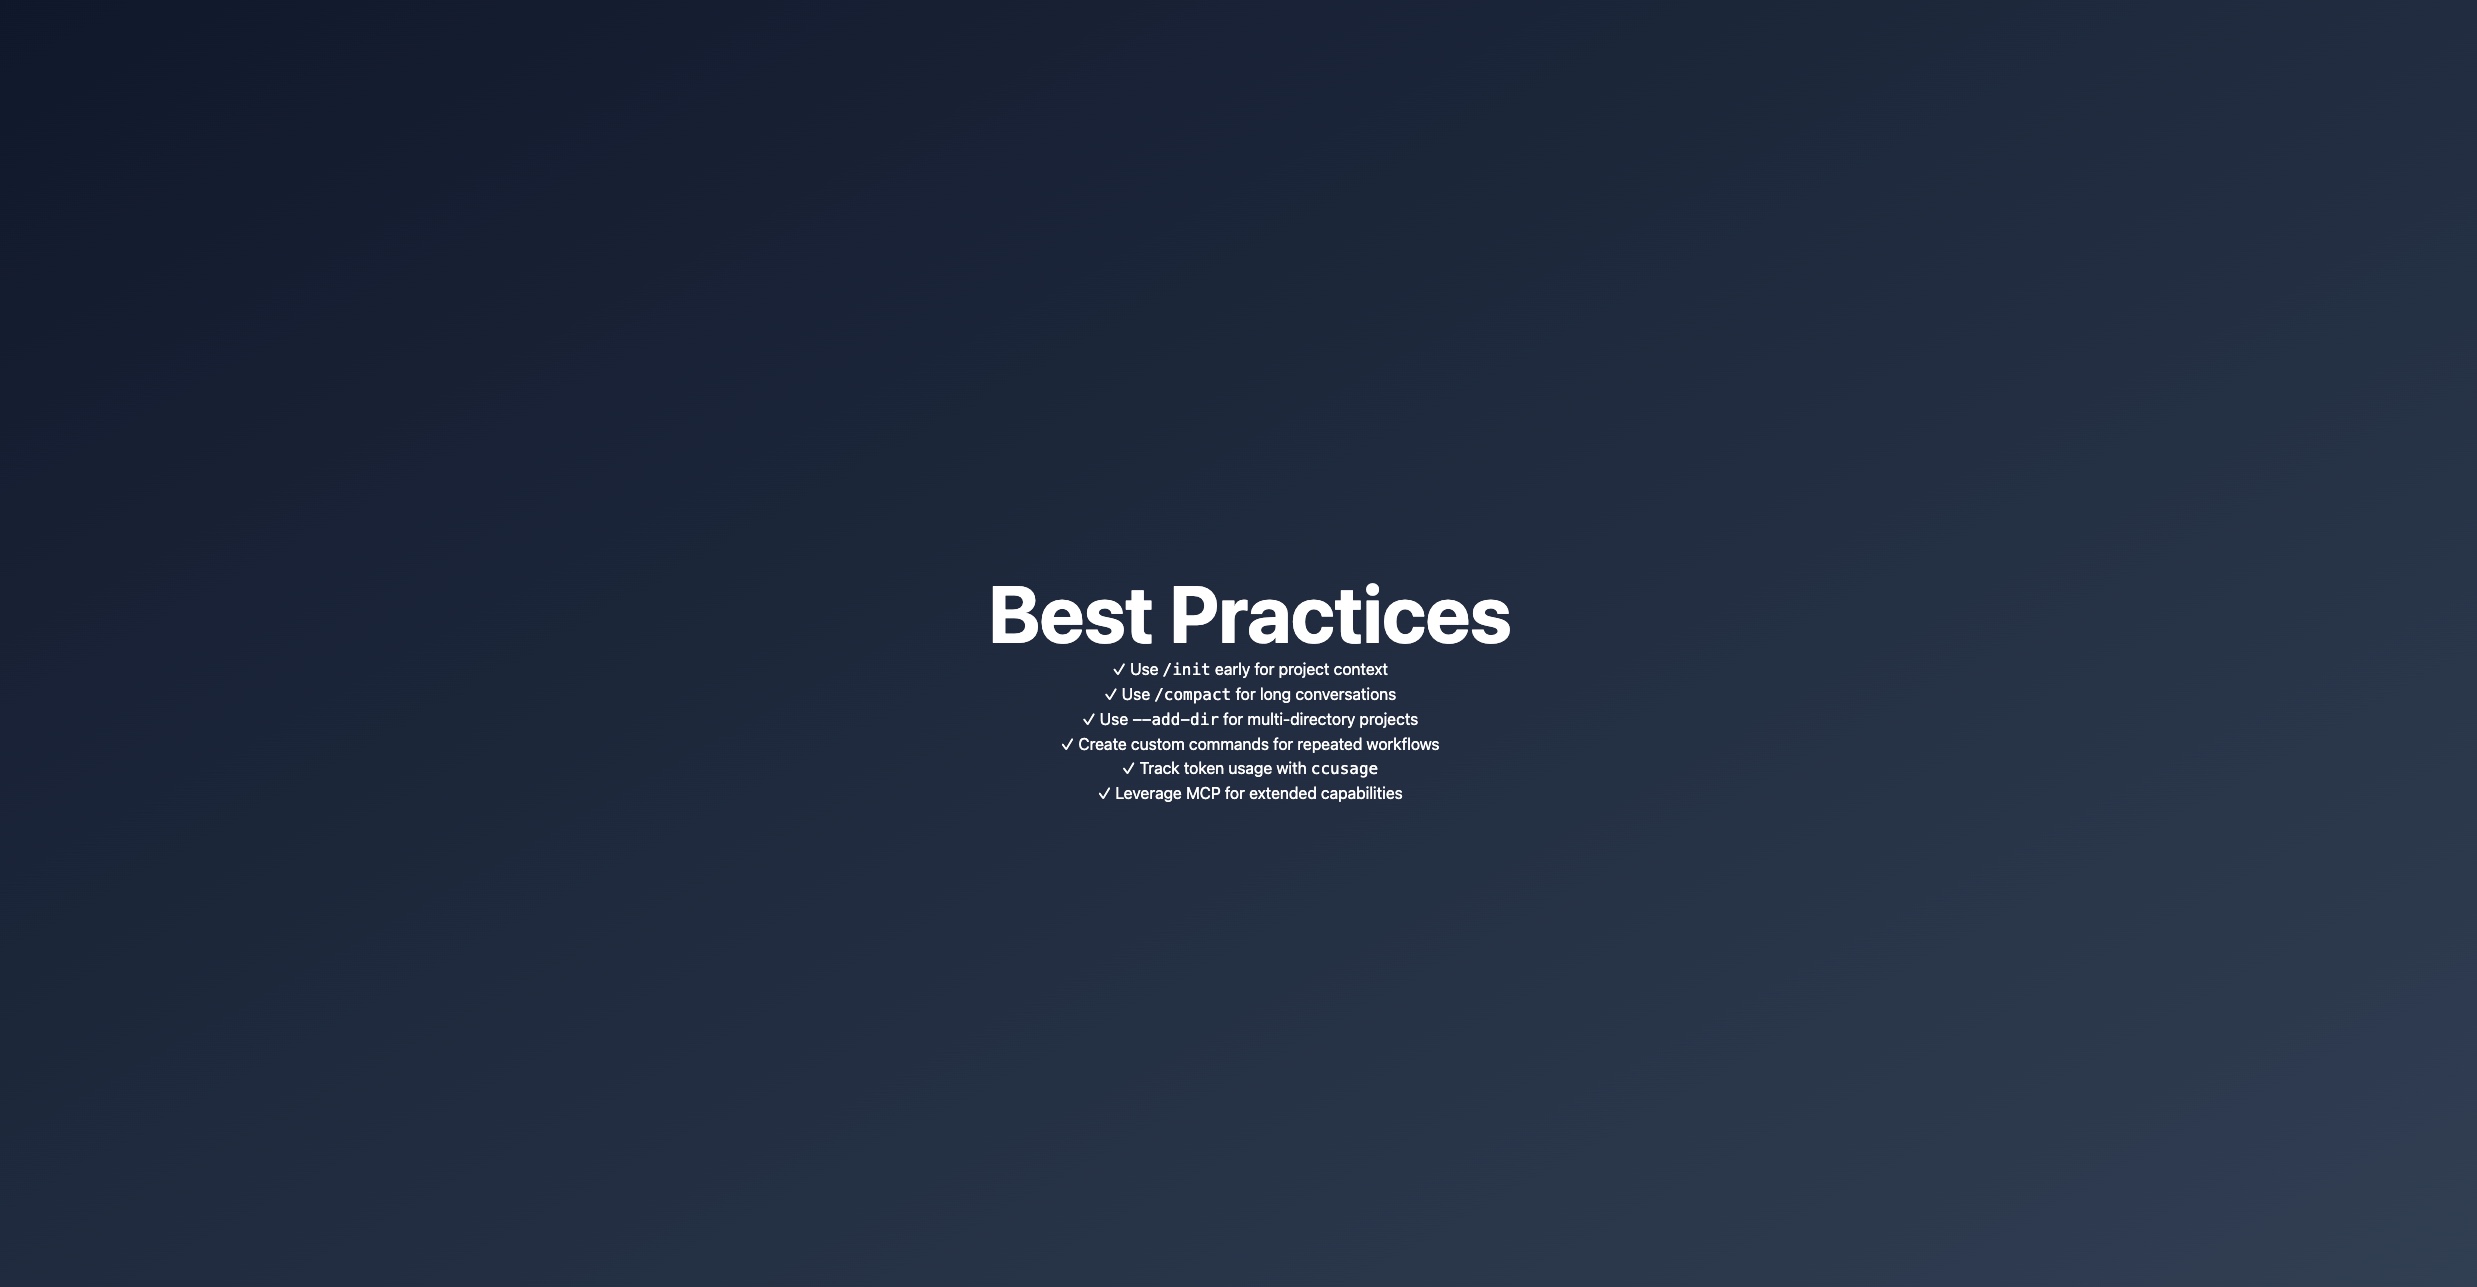 Best Practices
✓ Use /init early for project context
✓ Use /compact for long conversations
✓ Use --add-dir for multi-directory projects
✓ Create custom commands for repeated workflows
✓ Track token usage with ccusage
✓ Leverage MCP for extended capabilities